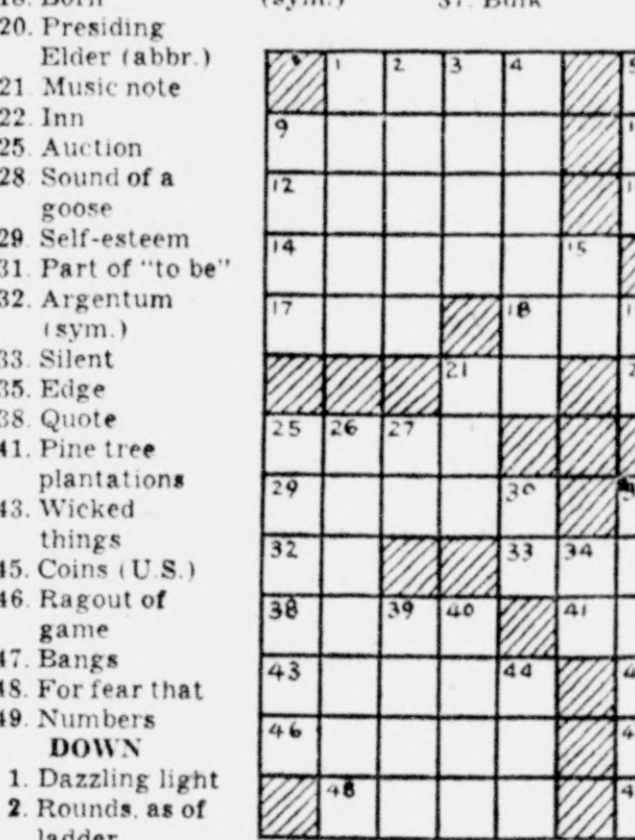 (sym.) 37. Bulk
20. Presiding
Elder (abbr.)
21. Music note
22. Inn
25. Auction
28. Sound of a
goose
29. Self-esteem
31. Part of "to be"
32. Argentum
(sym.)
33. Silent
35. Edge
38. Quote
41. Pine tree
plantations
43. Wicked
things
45. Coins (U.S.)
46. Ragout of
game
47. Bangs
48. For fear that
49. Numbers
DOWN
1. Dazzling light
2. Rounds, as of
ladder
1 2 3 4
9
12
14 15
17 18
21
25 26 27
29 30
32 33 34
38 39 40 41
43 44
46
48